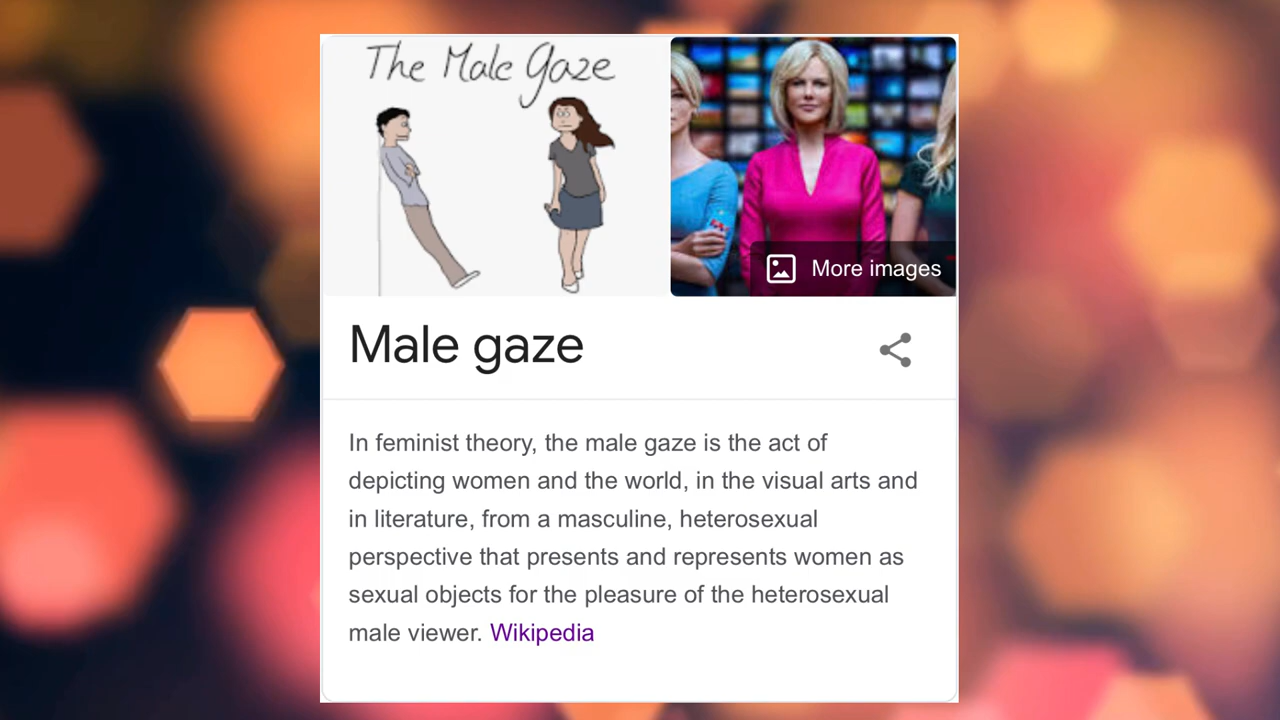 The Male Gaze
More images
Male gaze
In feminist theory, the male gaze is the act of
depicting women and the world, in the visual arts and
in literature, from a masculine, heterosexual
perspective that presents and represents women as
sexual objects for the pleasure of the heterosexual
male viewer. Wikipedia